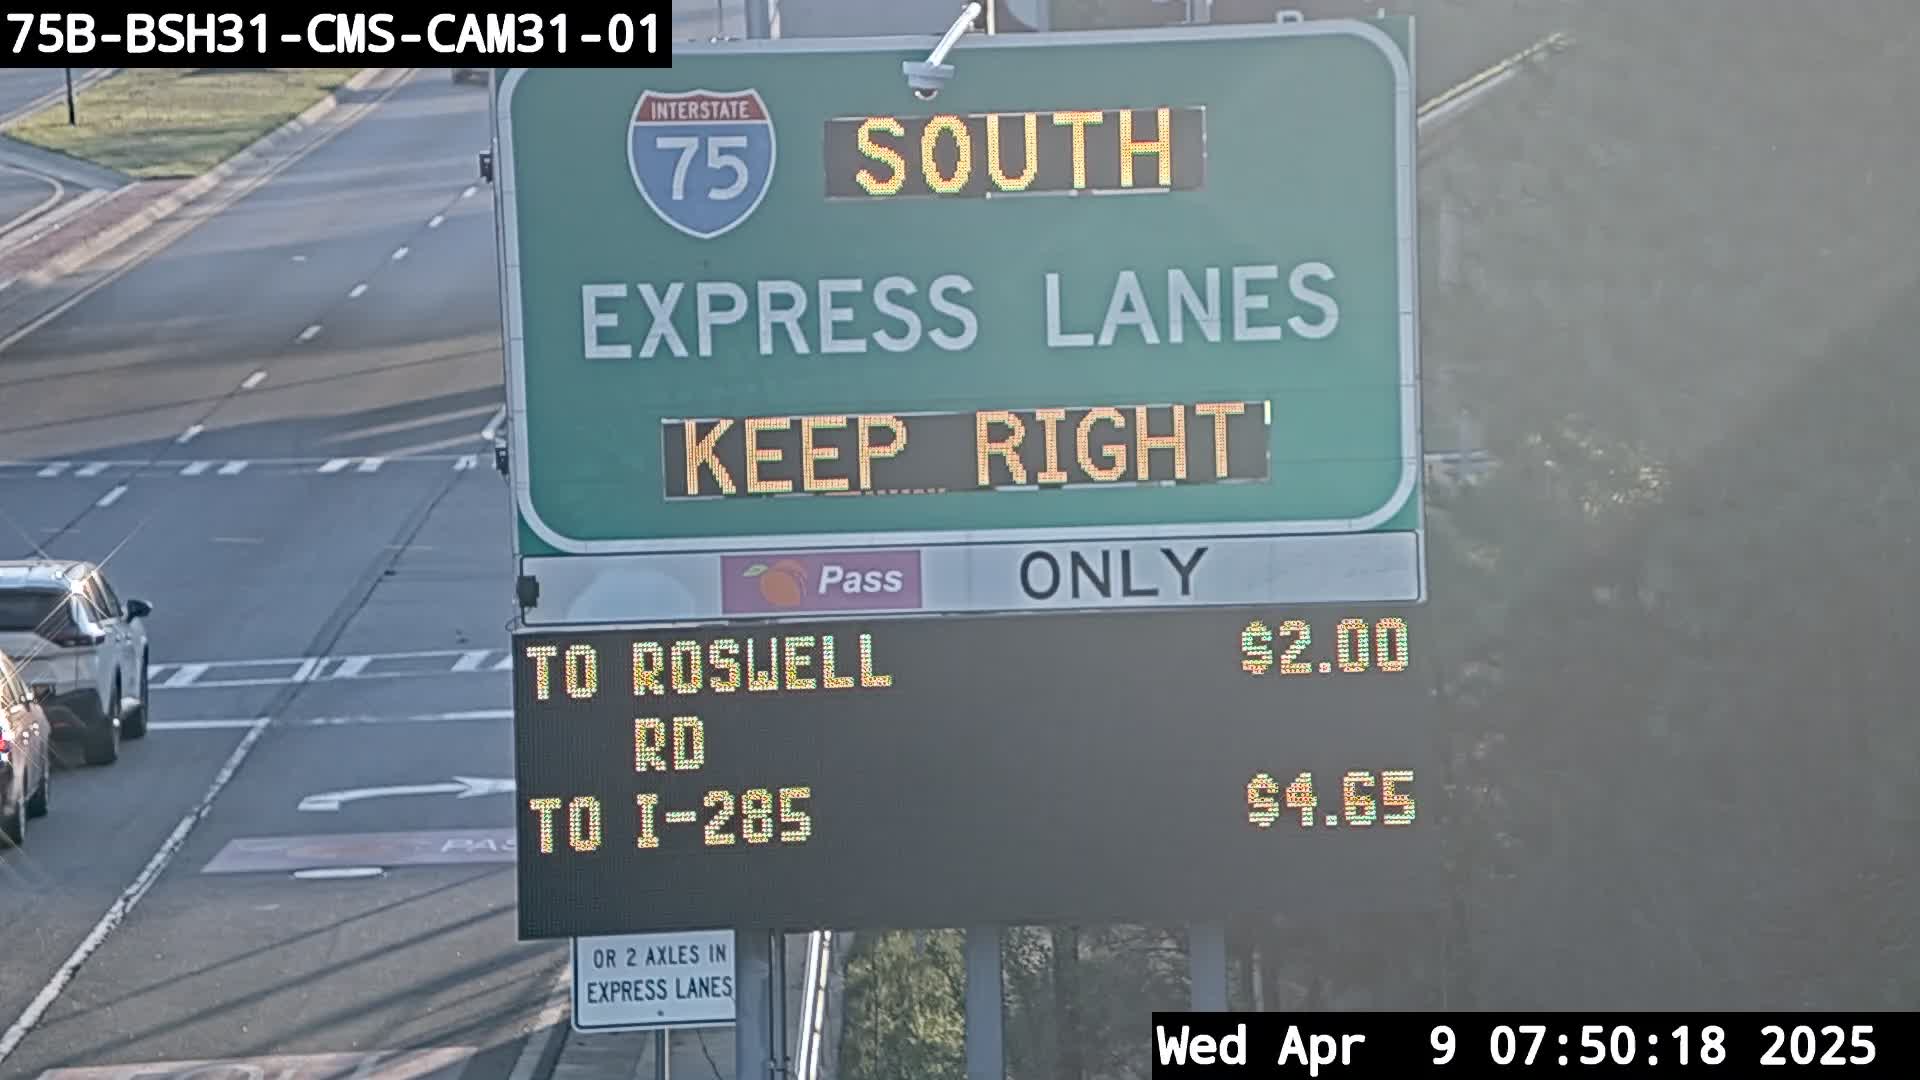 75B-BSH31-CMS-CAM31-01
INTERSTATE
75
SOUTH
EXPRESS LANES
KEEP RIGHT
Pass ONLY
TO ROSWELL $2.00
RD
TO I-285 $4.65
PAS
OR 2 AXLES IN
EXPRESS LANES
Wed Apr 9 07:50:18 2025